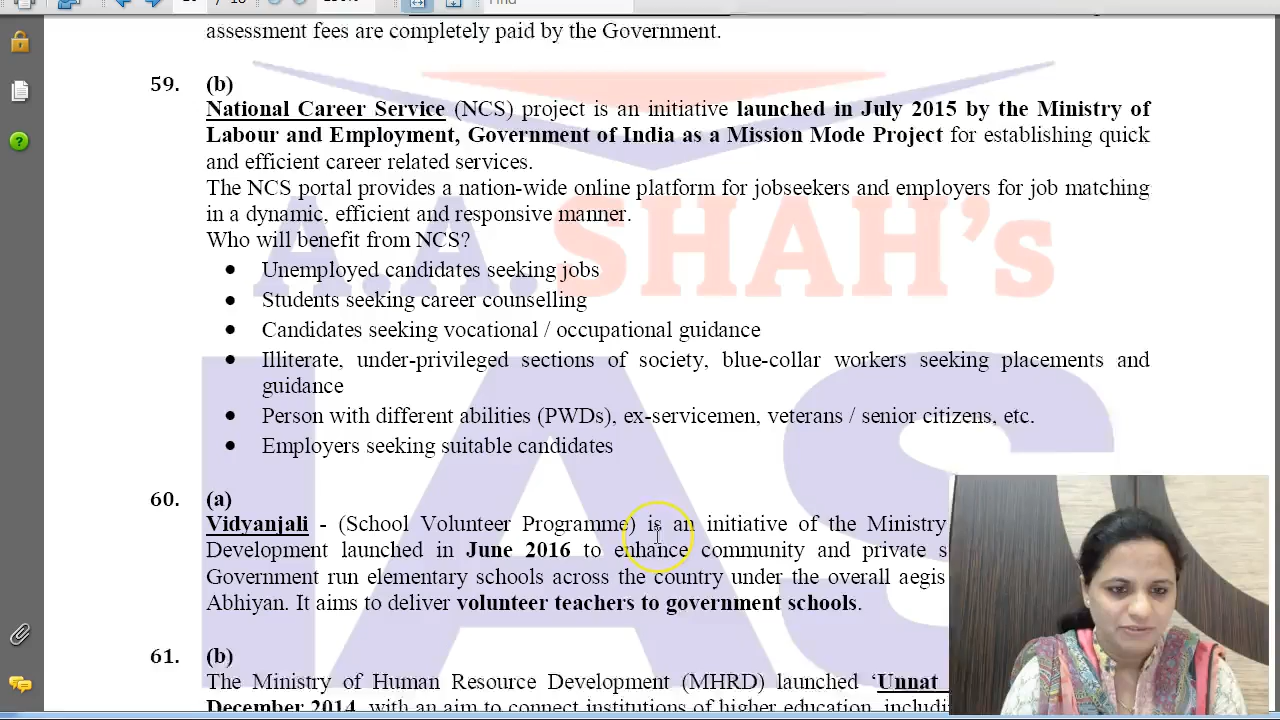 assessment fees are completely paid by the Government.
59. (b)
National Career Service (NCS) project is an initiative launched in July 2015 by the Ministry of
Labour and Employment, Government of India as a Mission Mode Project for establishing quick
and efficient career related services.
The NCS portal provides a nation-wide online platform for jobseekers and employers for job matching
in a dynamic, efficient and responsive manner.
Who will benefit from NCS?
• Unemployed candidates seeking jobs
• Students seeking career counselling
• Candidates seeking vocational / occupational guidance
• Illiterate, under-privileged sections of society, blue-collar workers seeking placements and
guidance
• Person with different abilities (PWDs), ex-servicemen, veterans / senior citizens, etc.
• Employers seeking suitable candidates
60. (a)
Vidyanjali - (School Volunteer Programme) is an initiative of the Ministry
Development launched in June 2016 to enhance community and private s
Government run elementary schools across the country under the overall aegis
Abhiyan. It aims to deliver volunteer teachers to government schools.
61. (b)
The Ministry of Human Resource Development (MHRD) launched ‘Unnat
December 2014, with an aim to connect institutions of higher education, includi
A.A.SHAH's
IAS